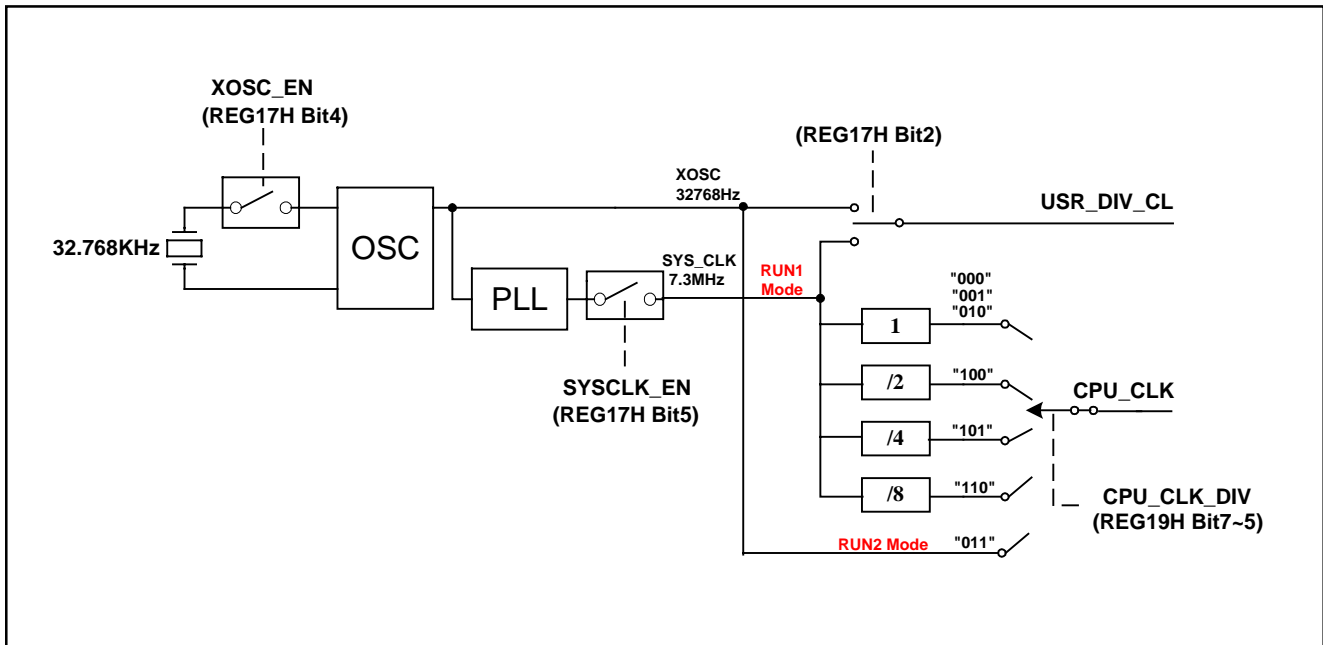 XOSC_EN
(REG17H Bit4)
(REG17H Bit2)
XOSC
32768Hz
USR_DIV_CL
32.768KHz
OSC
SYS_CLK
7.3MHz
RUN1
Mode
PLL
"000"
"001"
"010"
1
SYSCLK_EN
(REG17H Bit5)
/2
"100"
CPU_CLK
/4
"101"
/8
"110"
CPU_CLK_DIV
(REG19H Bit7~5)
RUN2 Mode
"011"